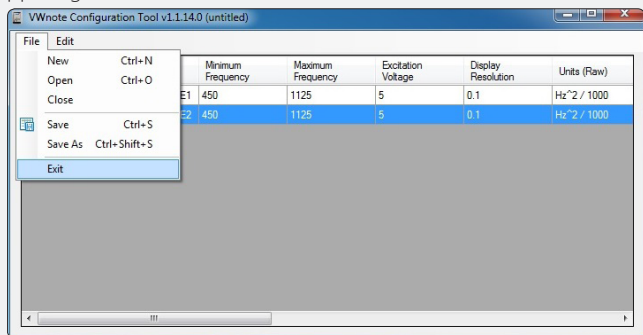 VWnote Configuration Tool v1.1.14.0 (untitled)
File Edit
New Ctrl+N
Open Ctrl+O
Close
Save Ctrl+S
Save As Ctrl+Shift+S
Exit
Minimum Frequency Maximum Frequency Excitation Voltage Display Resolution Units (Raw)
E1 450 1125 5 0.1 Hz^2 / 1000
E2 450 1125 5 0.1 Hz^2 / 1000